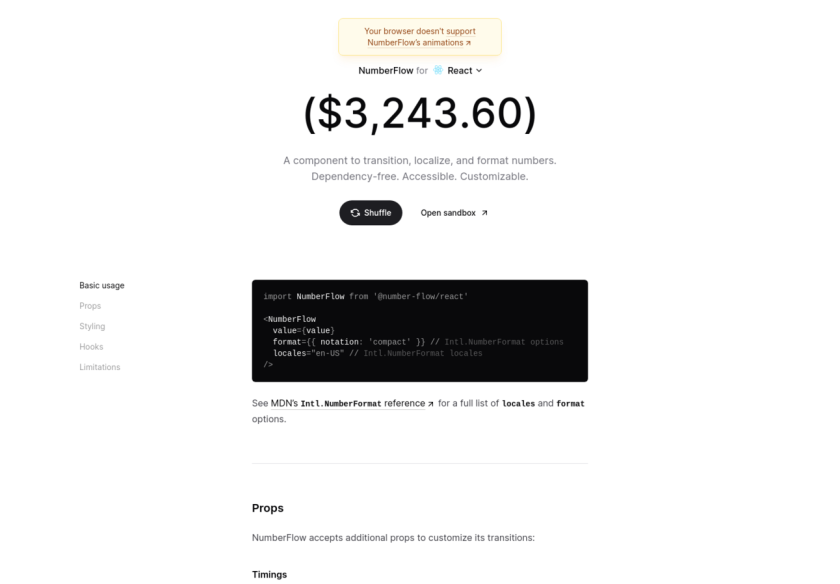 Your browser doesn't support
NumberFlow's animations ↗
NumberFlow for React
($3,243.60)
A component to transition, localize, and format numbers.
Dependency-free. Accessible. Customizable.
Shuffle
Open sandbox ↗
Basic usage
Props
Styling
Hooks
Limitations
import NumberFlow from '@number-flow/react'
<NumberFlow
value={value}
format={{ notation: 'compact' }} // Intl.NumberFormat options
locales="en-US" // Intl.NumberFormat locales
/>
See MDN's Intl.NumberFormat reference ↗ for a full list of locales and format
options.
Props
NumberFlow accepts additional props to customize its transitions:
Timings